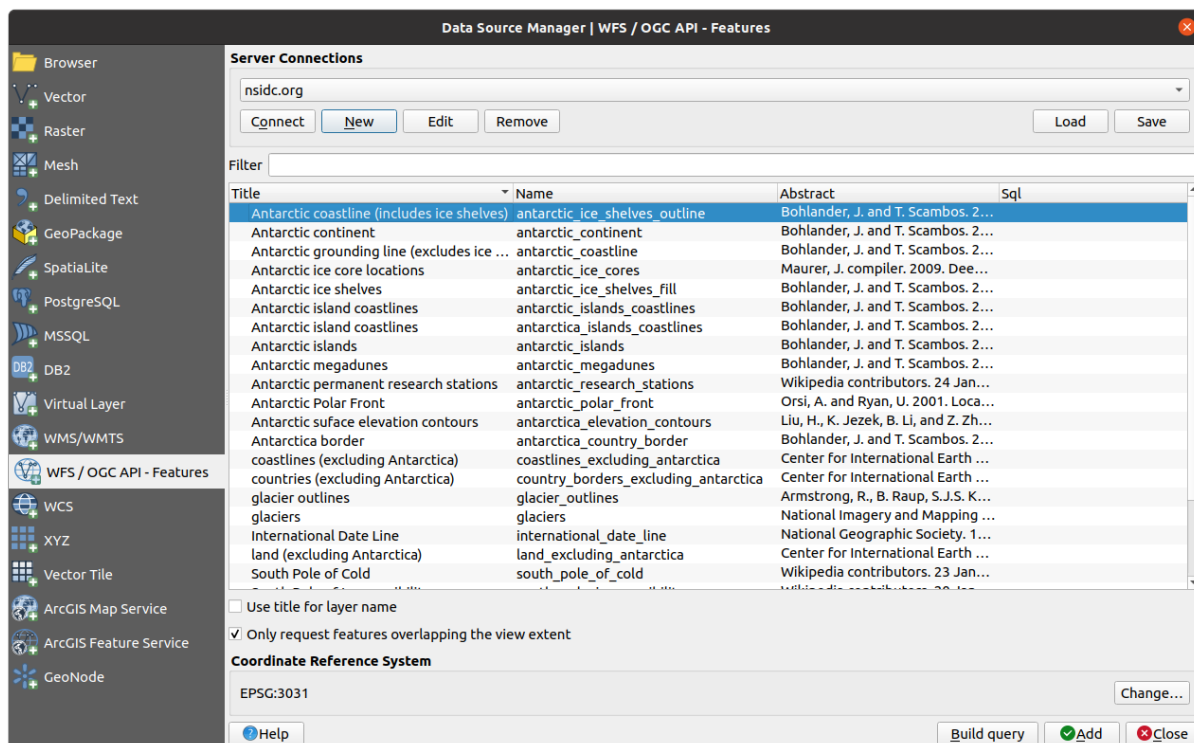 Data Source Manager | WFS / OGC API - Features
Browser
Vector
Raster
Mesh
Delimited Text
GeoPackage
SpatiaLite
PostgreSQL
MSSQL
DB2
DB2
Virtual Layer
WMS/WMTS
WFS / OGC API - Features
WCS
XYZ
Vector Tile
ArcGIS Map Service
ArcGIS Feature Service
GeoNode
Server Connections
nsidc.org
Connect New Edit Remove Load Save
Filter
Title Name Abstract Sql
Antarctic coastline (includes ice shelves) antarctic_ice_shelves_outline Bohlander, J. and T. Scambos. 2...
Antarctic continent antarctic_continent Bohlander, J. and T. Scambos. 2...
Antarctic grounding line (excludes ice ... antarctic_coastline Bohlander, J. and T. Scambos. 2...
Antarctic ice core locations antarctic_ice_cores Maurer, J. compiler. 2009. Dee...
Antarctic ice shelves antarctic_ice_shelves_fill Bohlander, J. and T. Scambos. 2...
Antarctic island coastlines antarctic_islands_coastlines Bohlander, J. and T. Scambos. 2...
Antarctic island coastlines antarctica_islands_coastlines Bohlander, J. and T. Scambos. 2...
Antarctic islands antarctic_islands Bohlander, J. and T. Scambos. 2...
Antarctic megadunes antarctic_megadunes Bohlander, J. and T. Scambos. 2...
Antarctic permanent research stations antarctic_research_stations Wikipedia contributors. 24 Jan...
Antarctic Polar Front antarctic_polar_front Orsi, A. and Ryan, U. 2001. Loca...
Antarctic suface elevation contours antarctica_elevation_contours Liu, H., K. Jezek, B. Li, and Z. Zh...
Antarctica border antarctica_country_border Bohlander, J. and T. Scambos. 2...
coastlines (excluding Antarctica) coastlines_excluding_antarctica Center for International Earth ...
countries (excluding Antarctica) country_borders_excluding_antarctica Center for International Earth ...
glacier outlines glacier_outlines Armstrong, R., B. Raup, S.J.S. K...
glaciers glaciers National Imagery and Mapping ...
International Date Line international_date_line National Geographic Society. 1...
land (excluding Antarctica) land_excluding_antarctica Center for International Earth ...
South Pole of Cold south_pole_of_cold Wikipedia contributors. 23 Jan...
Use title for layer name
Only request features overlapping the view extent
Coordinate Reference System
EPSG:3031 Change...
Help Build query Add Close